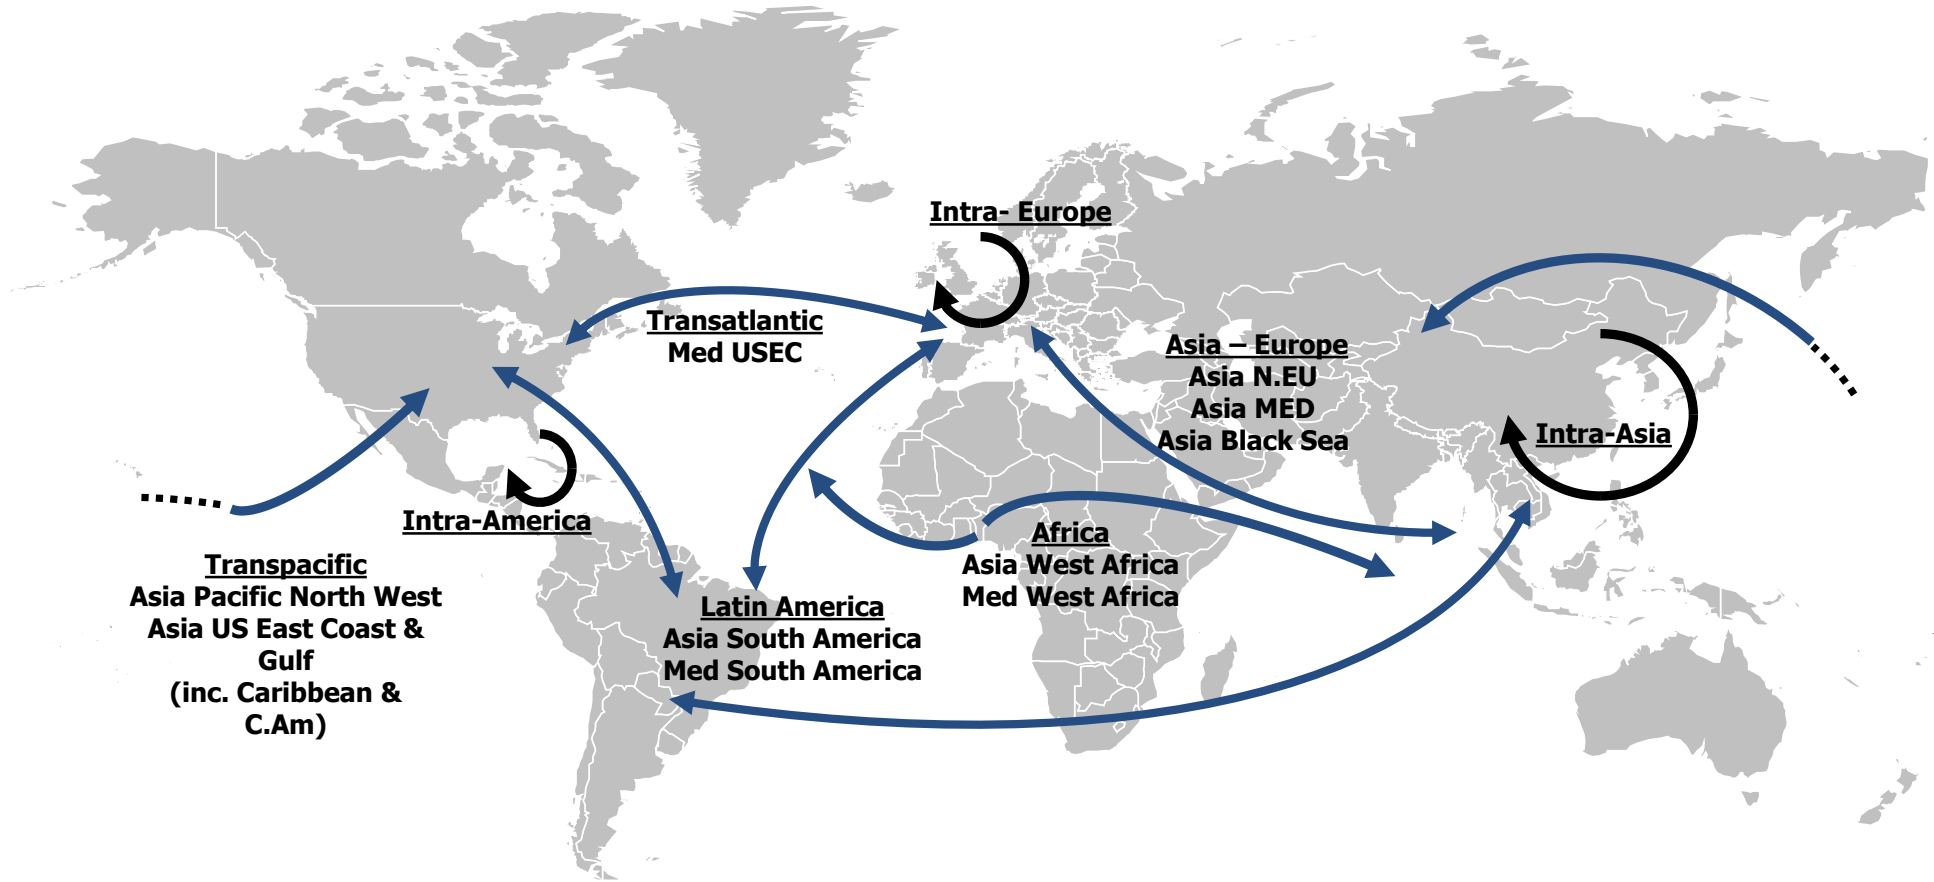 Intra- Europe
Transatlantic
Med USEC
Asia – Europe
Asia N.EU
Asia MED
Asia Black Sea
Intra-Asia
Intra-America
Africa
Asia West Africa
Med West Africa
Transpacific
Asia Pacific North West
Asia US East Coast &
Gulf
(inc. Caribbean &
C.Am)
Latin America
Asia South America
Med South America